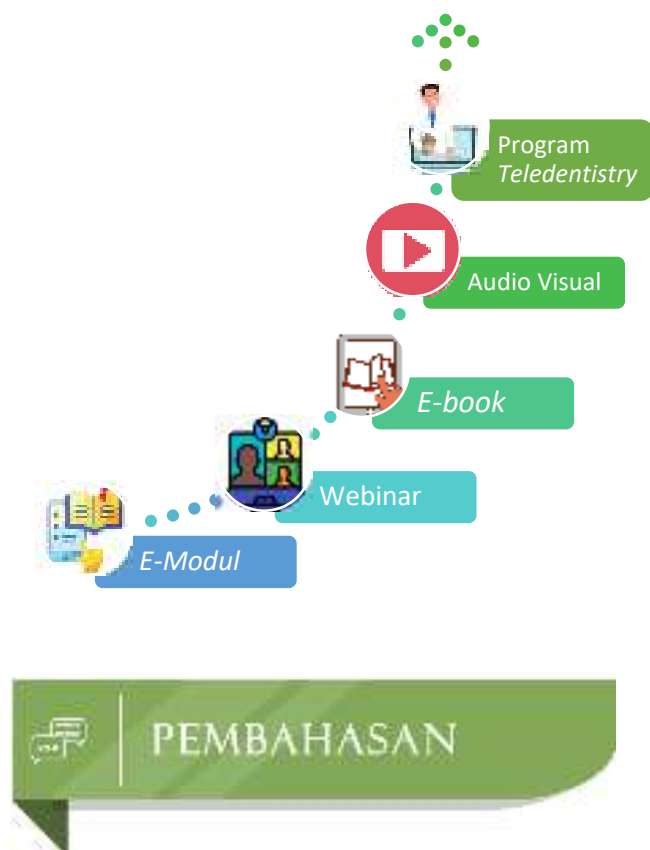 Program
Teledentistry
Audio Visual
E-book
Webinar
E-Modul
PEMBAHASAN